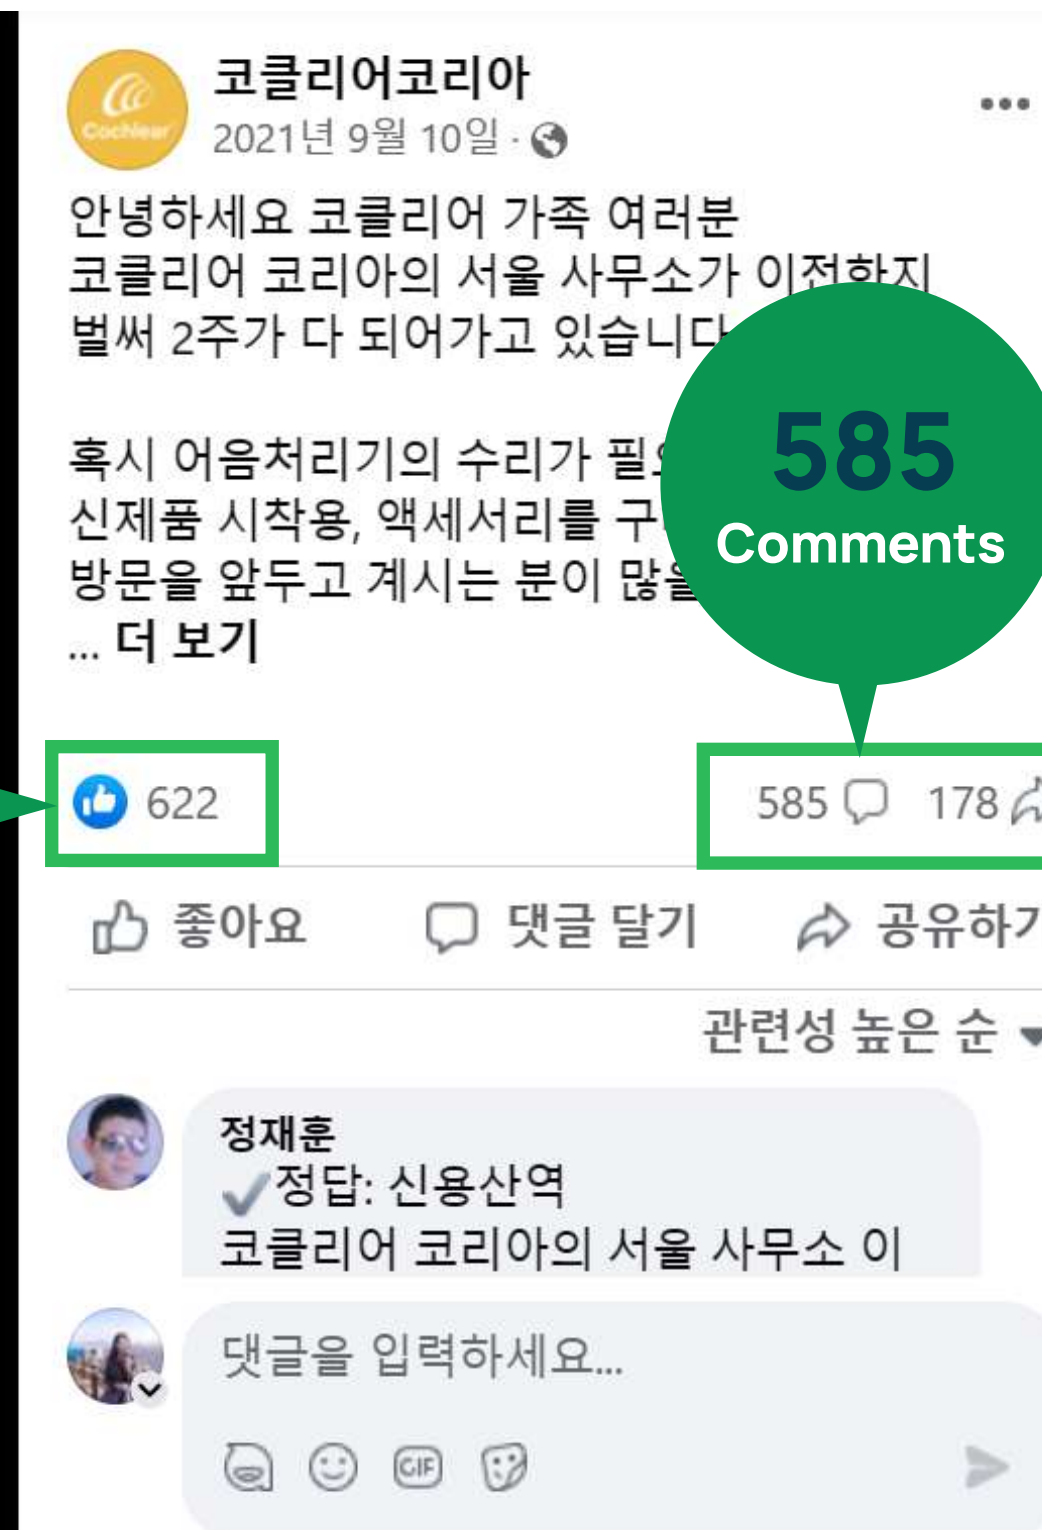 코클리어코리아
Cochlear
2021년 9월 10일 ·
안녕하세요 코클리어 가족 여러분
코클리어 코리아의 서울 사무소가 이전한지
벌써 2주가 다 되어가고 있습니다
혹시 어음처리기의 수리가
신제품 시착용, 액세서리를
방문을 앞두고 계시는 분이
... 더 보기
585
Comments
622
585 178
좋아요 댓글 달기 공유하기
관련성 높은 순
정재훈
✔정답: 신용산역
코클리어 코리아의 서울 사무소 이
댓글을 입력하세요...
GIF